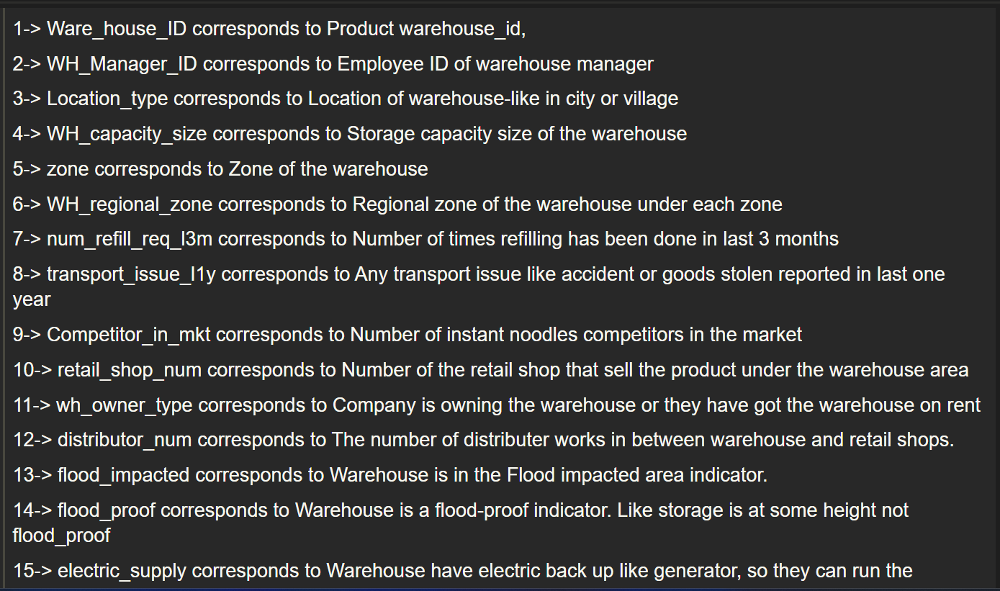 1-> Ware_house_ID corresponds to Product warehouse_id,
2-> WH_Manager_ID corresponds to Employee ID of warehouse manager
3-> Location_type corresponds to Location of warehouse-like in city or village
4-> WH_capacity_size corresponds to Storage capacity size of the warehouse
5-> zone corresponds to Zone of the warehouse
6-> WH_regional_zone corresponds to Regional zone of the warehouse under each zone
7-> num_refill_req_l3m corresponds to Number of times refilling has been done in last 3 months
8-> transport_issue_l1y corresponds to Any transport issue like accident or goods stolen reported in last one
year
9-> Competitor_in_mkt corresponds to Number of instant noodles competitors in the market
10-> retail_shop_num corresponds to Number of the retail shop that sell the product under the warehouse area
11-> wh_owner_type corresponds to Company is owning the warehouse or they have got the warehouse on rent
12-> distributor_num corresponds to The number of distributer works in between warehouse and retail shops.
13-> flood_impacted corresponds to Warehouse is in the Flood impacted area indicator.
14-> flood_proof corresponds to Warehouse is a flood-proof indicator. Like storage is at some height not
flood_proof
15-> electric_supply corresponds to Warehouse have electric back up like generator, so they can run the